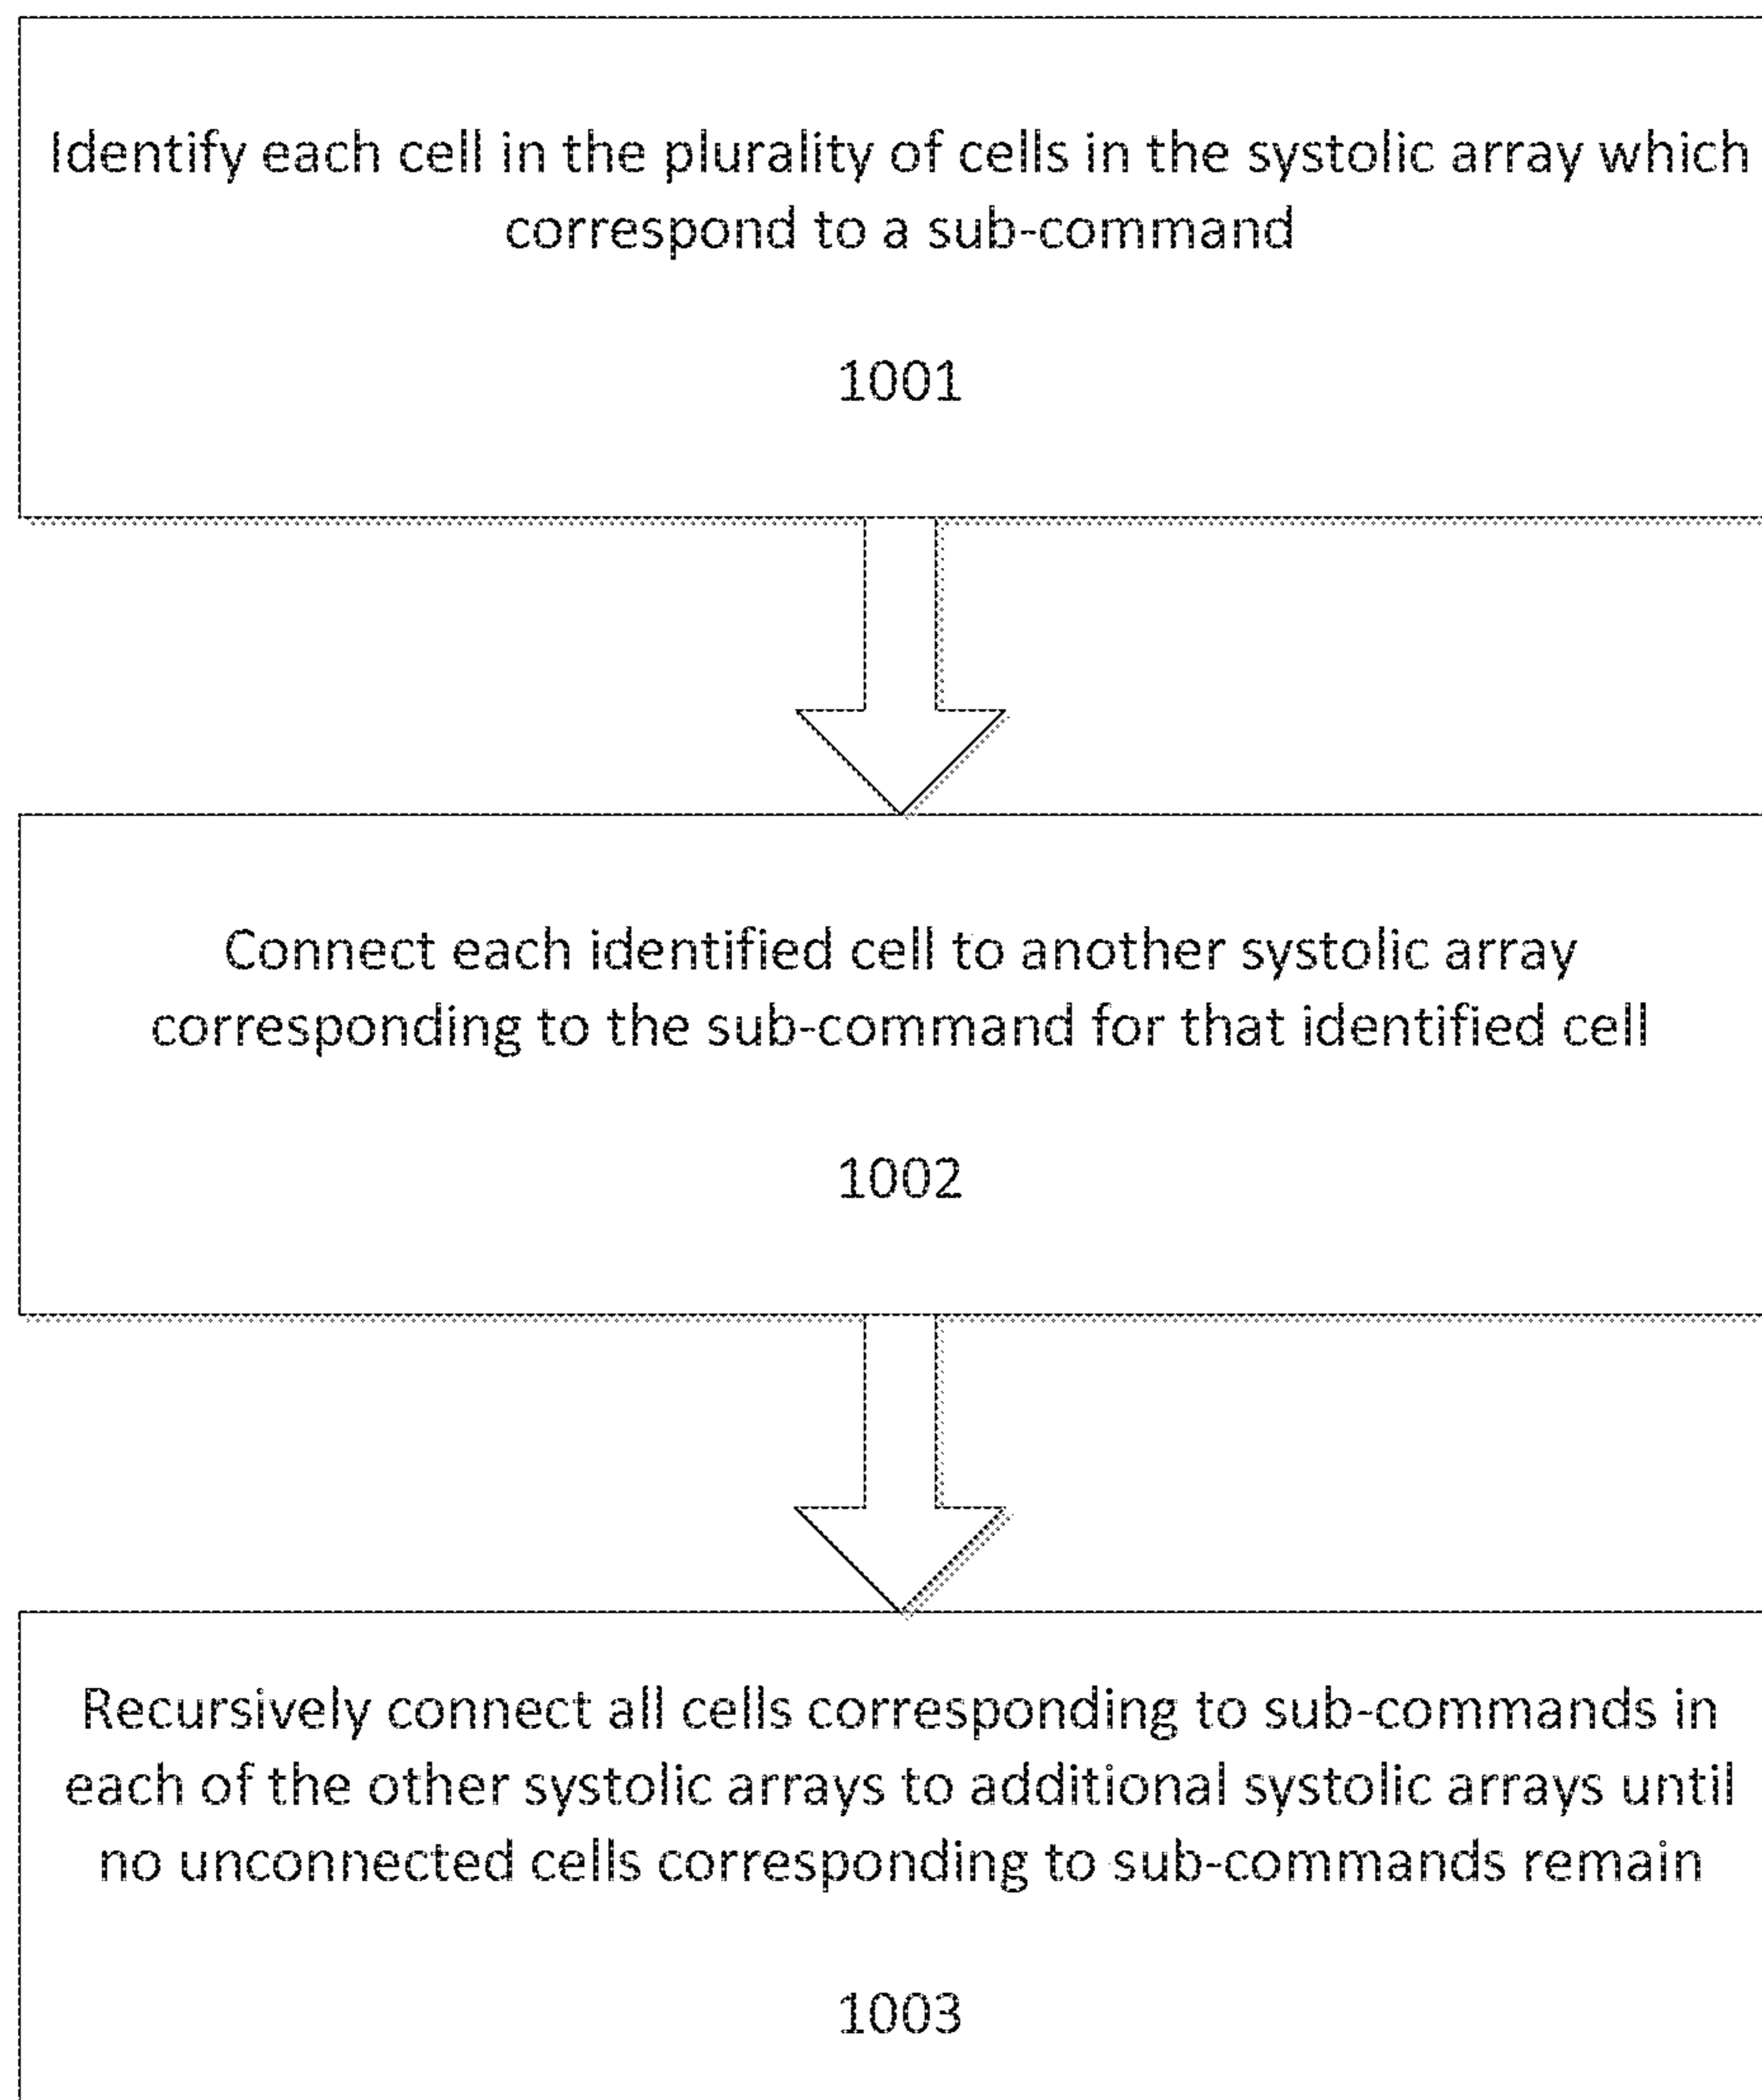 Identify each cell in the plurality of cells in the systolic array which
correspond to a sub-command
1001
Connect each identified cell to another systolic array
corresponding to the sub-command for that identified cell
1002
Recursively connect all cells corresponding to sub-commands in
each of the other systolic arrays to additional systolic arrays until
no unconnected cells corresponding to sub-commands remain
1003